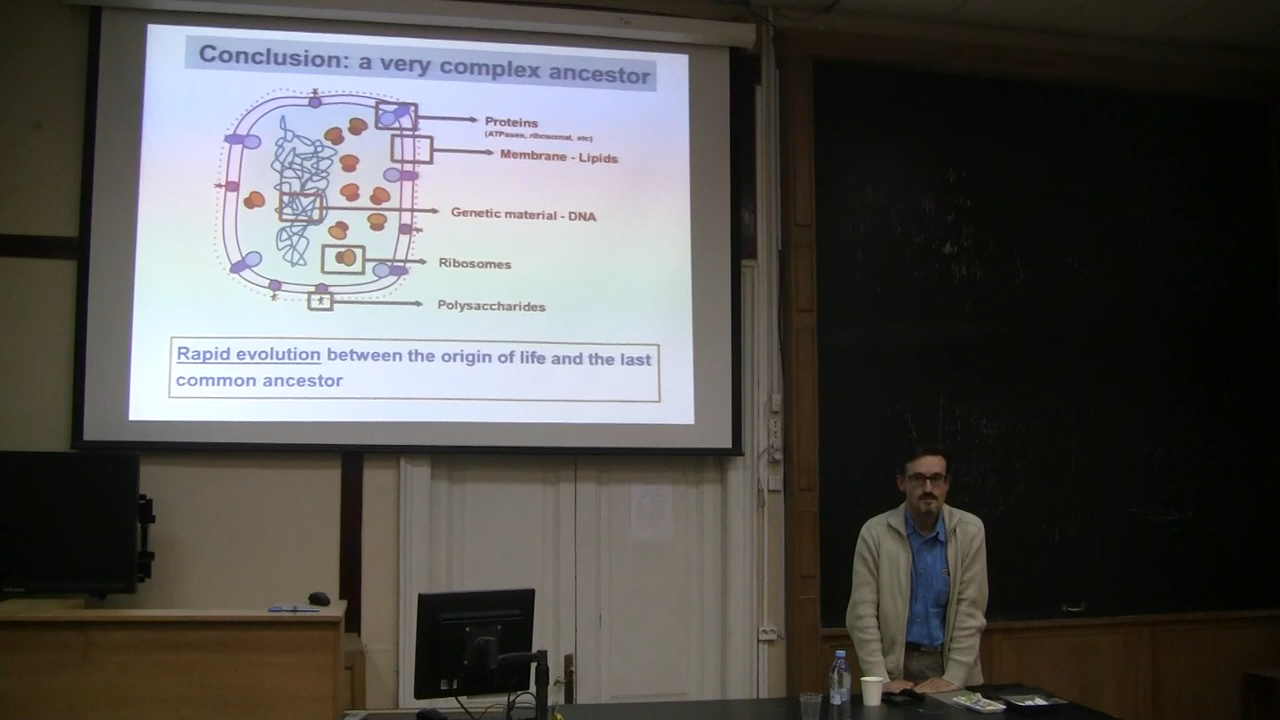 Conclusion: a very complex ancestor
Proteins
(ATPases, ribosomal, etc)
Membrane - Lipids
Genetic material - DNA
Ribosomes
Polysaccharides
Rapid evolution between the origin of life and the last
common ancestor